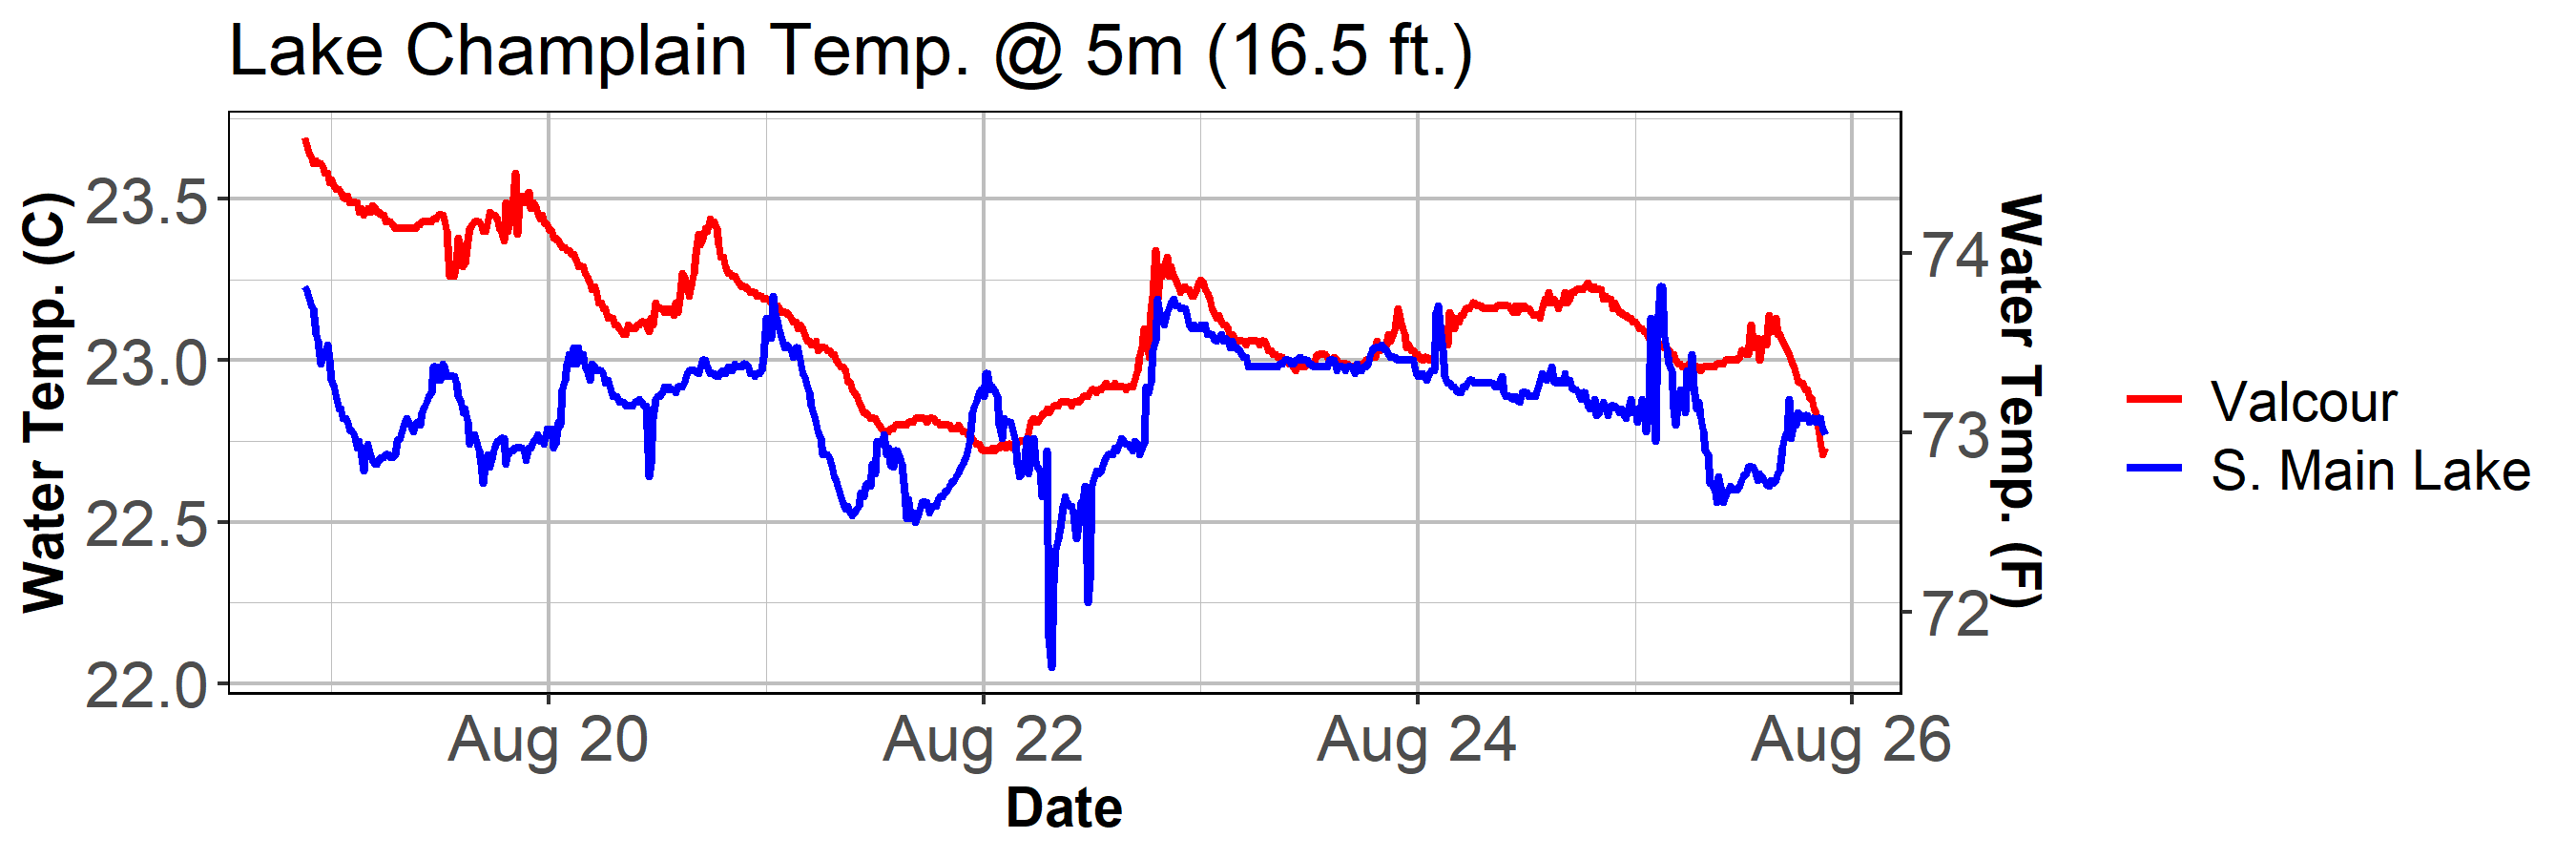 Lake Champlain Temp. @ 5m (16.5 ft.)
Water Temp. (C)
23.5
23.0
22.5
22.0
Aug 20
Aug 22
Aug 24
Aug 26
Date
74
73
72
Water Temp. (F)
Valcour
S. Main Lake